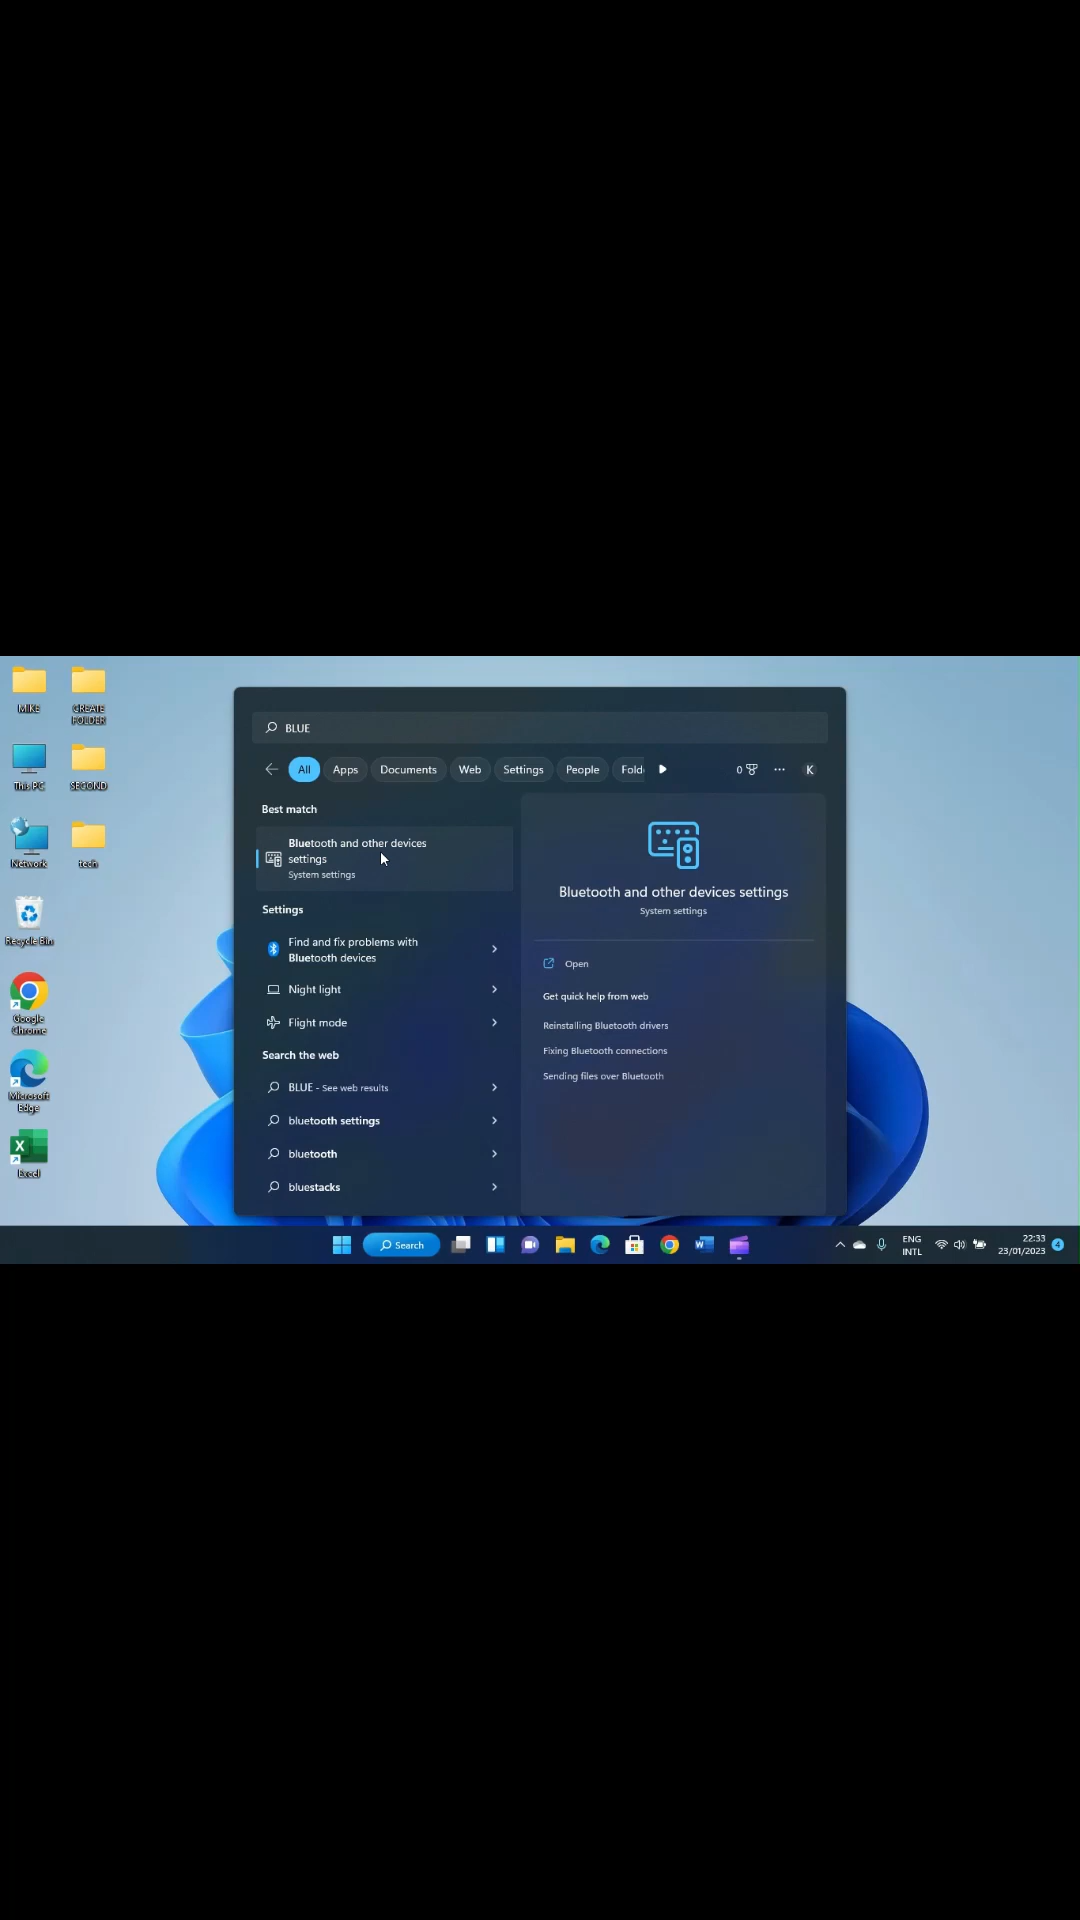 MIKE
CREATE
FOLDER
This PC
SECOND
Network
tech
Recycle Bin
Google
Chrome
Microsoft
Edge
Excel
BLUE
All
Apps
Documents
Web
Settings
People
Fold
0
K
Best match
Bluetooth and other devices
settings
System settings
Settings
Find and fix problems with
Bluetooth devices
Night light
Flight mode
Search the web
BLUE - See web results
bluetooth settings
bluetooth
bluestacks
Bluetooth and other devices settings
System settings
Open
Get quick help from web
Reinstalling Bluetooth drivers
Fixing Bluetooth connections
Sending files over Bluetooth
Search
ENG
INTL
22:33
23/01/2023
4